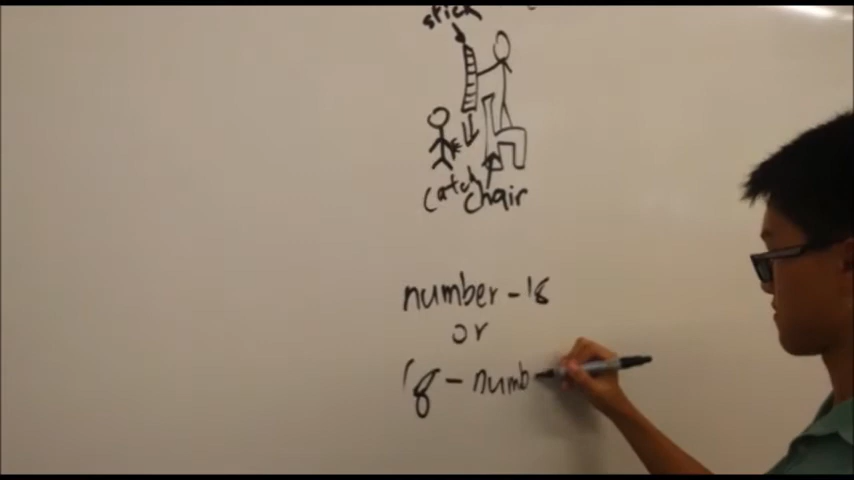 stick
catch
chair
number - 18
or
18 - numb